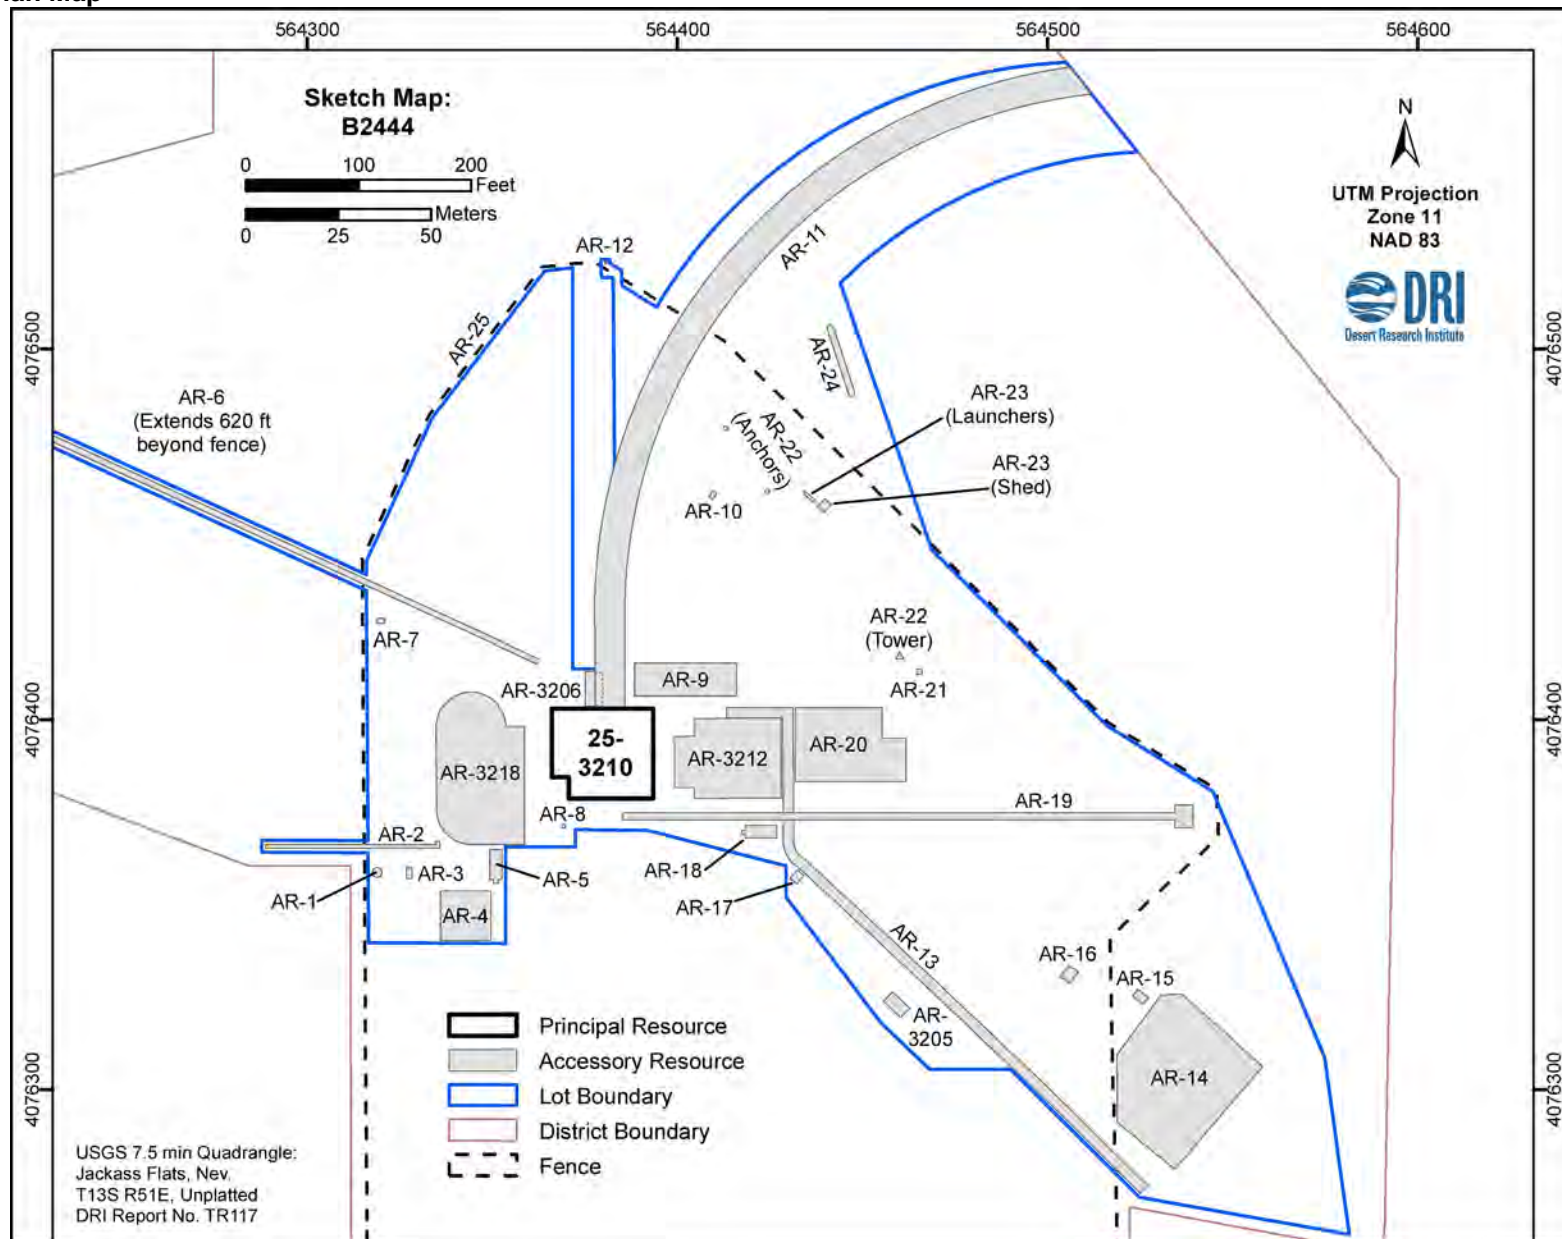 564300
564400
564500
564600
Sketch Map:
B2444
0 100 200
Feet
Meters
0 25 50
N
UTM Projection
Zone 11
NAD 83
DRI
Desert Research Institute
AR-12
AR-11
AR-25
4076500
4076500
AR-24
AR-6
(Extends 620 ft
beyond fence)
AR-23
(Launchers)
AR-22
(Anchors)
AR-23
(Shed)
AR-10
AR-7
AR-22
(Tower)
AR-21
AR-3206
AR-9
4076400
4076400
25-
3210
AR-3218
AR-3212
AR-20
AR-19
AR-8
AR-2
AR-18
AR-3
AR-5
AR-1
AR-17
AR-4
AR-13
AR-16
AR-15
AR-
3205
AR-14
4076300
4076300
Principal Resource
Accessory Resource
Lot Boundary
District Boundary
Fence
USGS 7.5 min Quadrangle:
Jackass Flats, Nev.
T13S R51E, Unplatted
DRI Report No. TR117